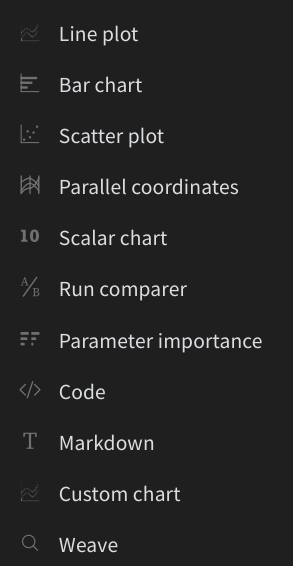 Line plot
Bar chart
Scatter plot
Parallel coordinates
10 Scalar chart
A/B Run comparer
Parameter importance
</> Code
T Markdown
Custom chart
Weave